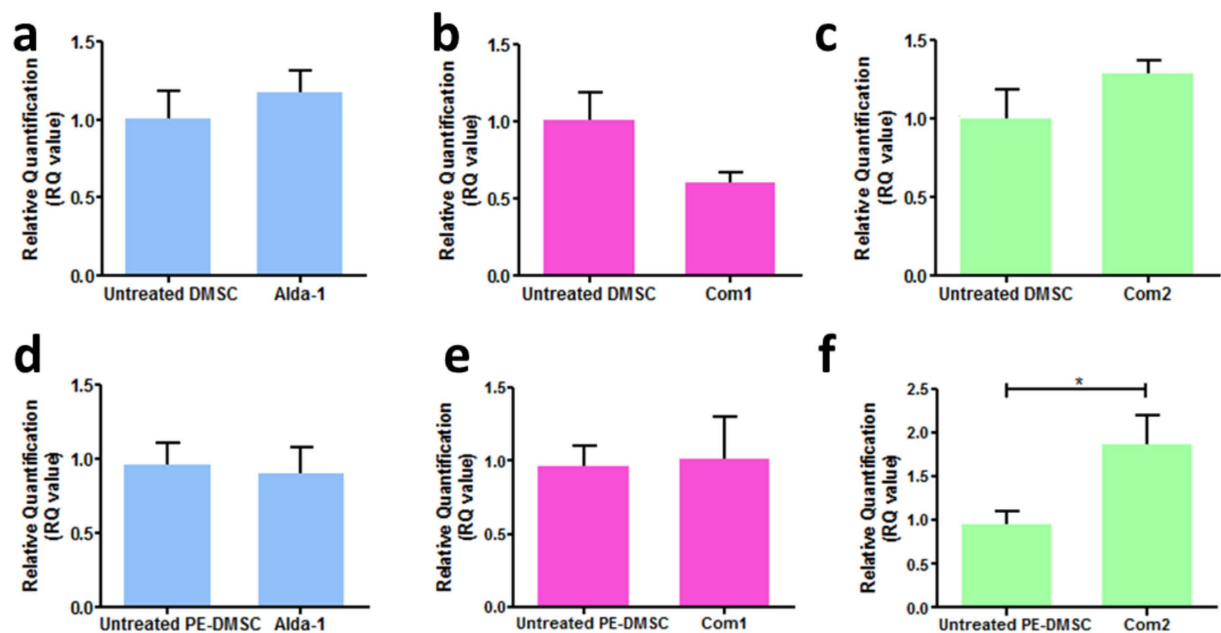 a
1.5
1.0
0.5
0.0
Relative Quantification
(RQ value)
Untreated DMSC
Alda-1
b
1.5
1.0
0.5
0.0
Relative Quantification
(RQ value)
Untreated DMSC
Com1
c
1.5
1.0
0.5
0.0
Relative Quantification
(RQ value)
Untreated DMSC
Com2
d
1.5
1.0
0.5
0.0
Relative Quantification
(RQ value)
Untreated PE-DMSC
Alda-1
e
1.5
1.0
0.5
0.0
Relative Quantification
(RQ value)
Untreated PE-DMSC
Com1
f
2.5
2.0
1.5
1.0
0.5
0.0
Relative Quantification
(RQ value)
*
Untreated PE-DMSC
Com2